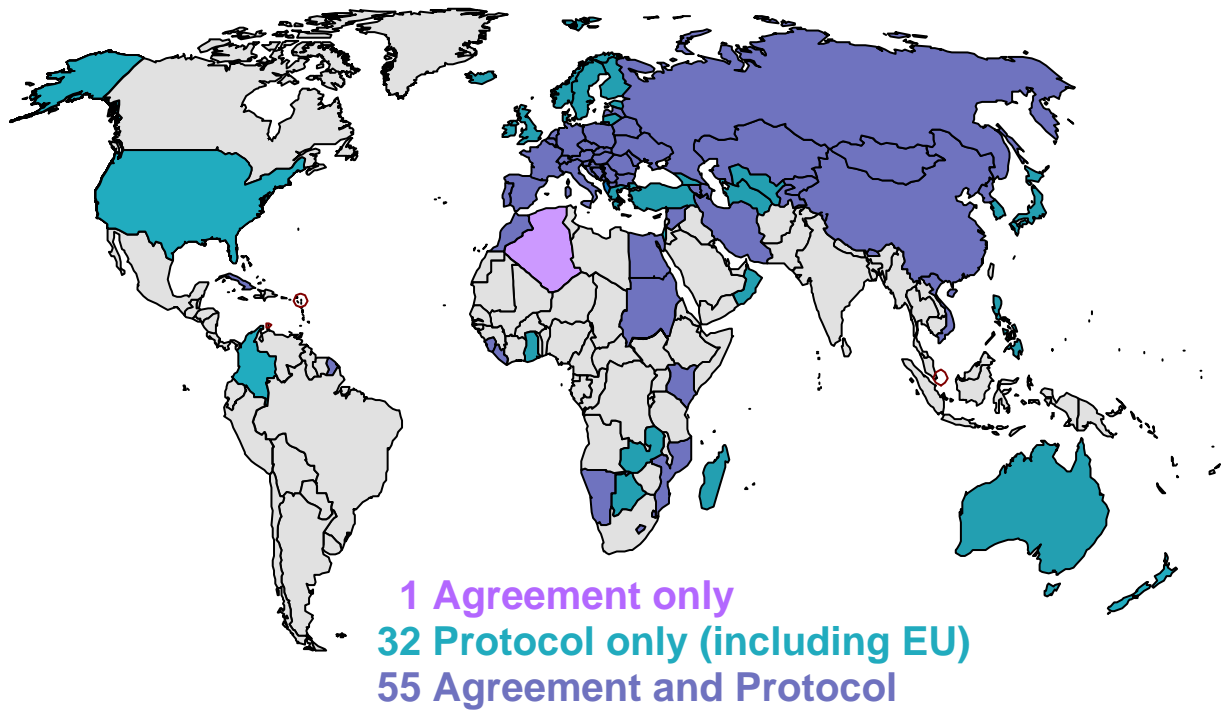 1 Agreement only
32 Protocol only (including EU)
55 Agreement and Protocol